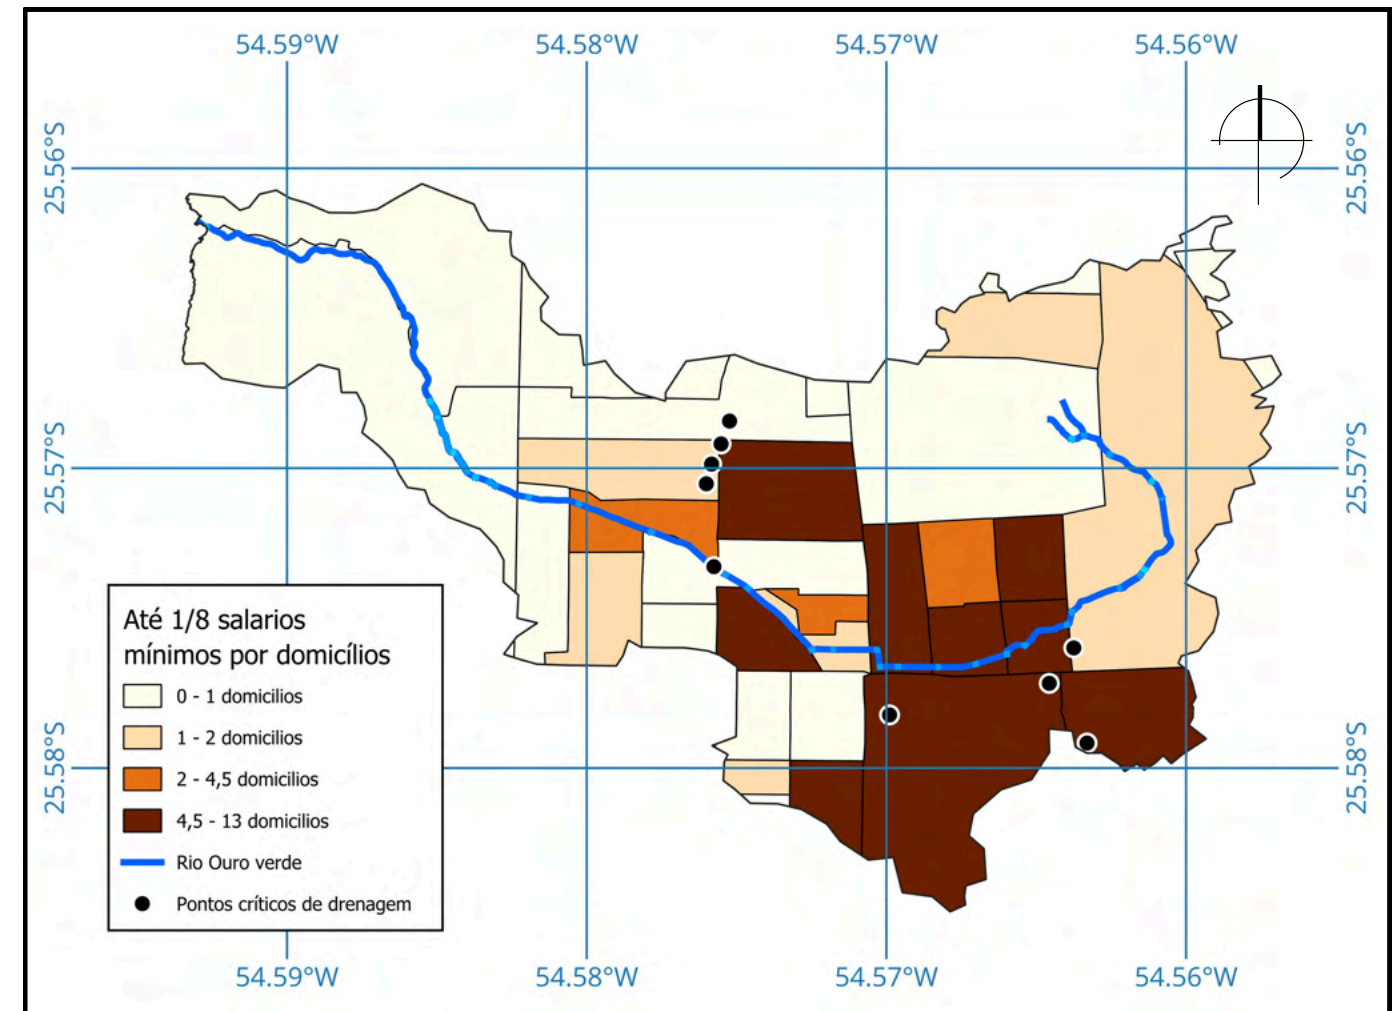 54.59°W 54.58°W 54.57°W 54.56°W
25.56°S 25.56°S
25.57°S 25.57°S
25.58°S 25.58°S
Até 1/8 salarios
mínimos por domicílios
0 - 1 domicilios
1 - 2 domicilios
2 - 4,5 domicilios
4,5 - 13 domicilios
Rio Ouro verde
Pontos críticos de drenagem
54.59°W 54.58°W 54.57°W 54.56°W